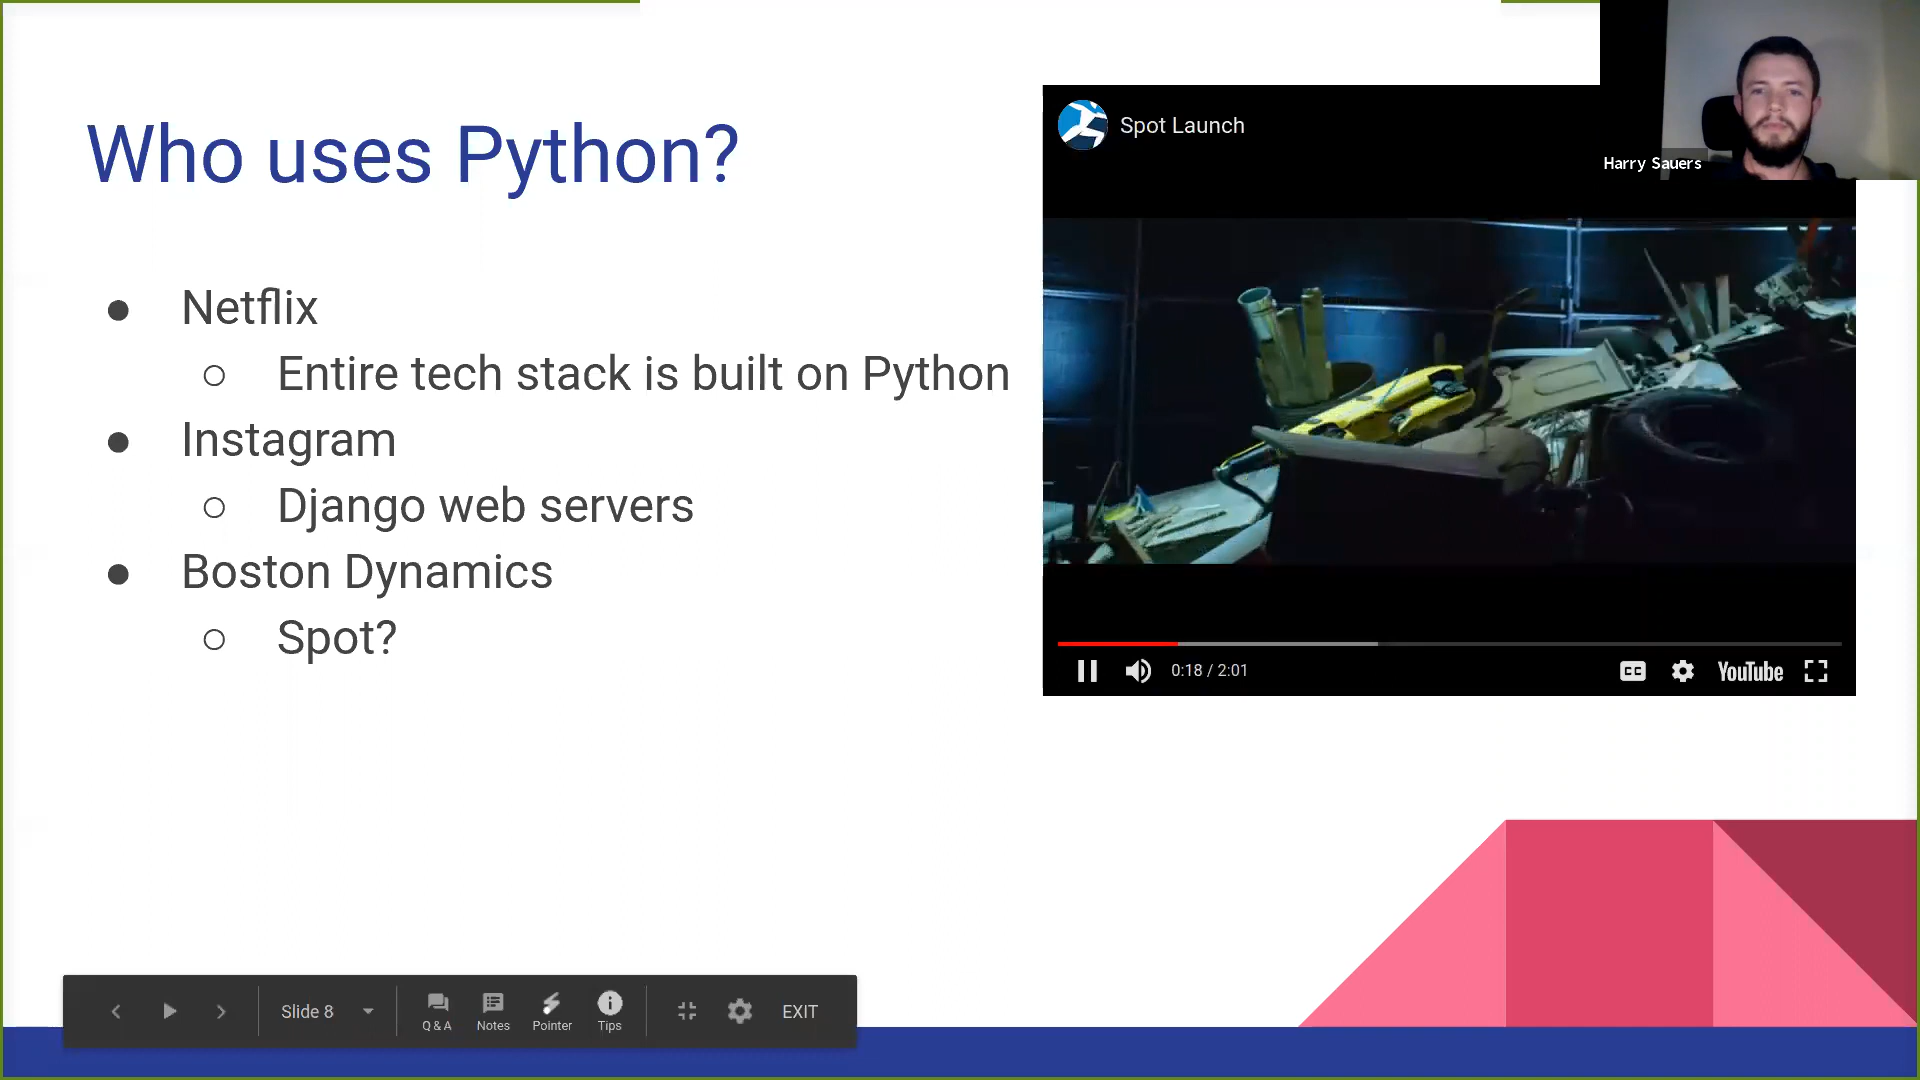 Who uses Python?
● Netflix
○ Entire tech stack is built on Python
● Instagram
○ Django web servers
● Boston Dynamics
○ Spot?
Spot Launch
Harry Sauers
0:18 / 2:01
CC
YouTube
Slide 8
Q & A
Notes
Pointer
Tips
EXIT